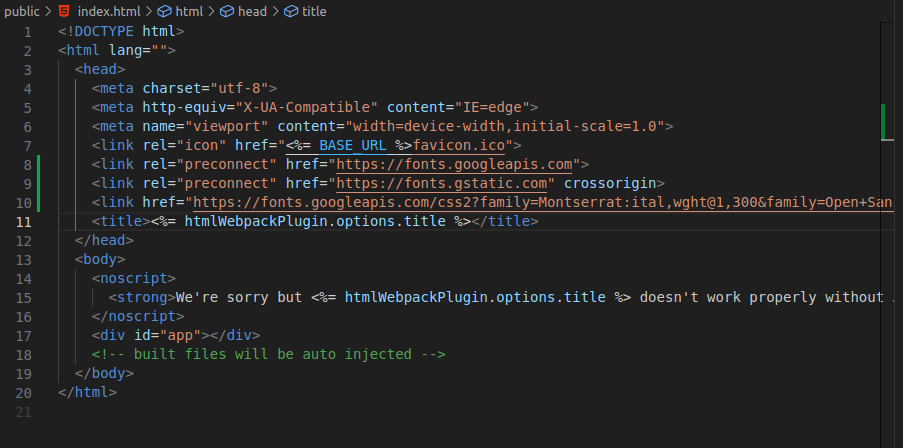 public > index.html > html > head > title
1 <!DOCTYPE html>
2 <html lang="">
3 <head>
4 <meta charset="utf-8">
5 <meta http-equiv="X-UA-Compatible" content="IE=edge">
6 <meta name="viewport" content="width=device-width,initial-scale=1.0">
7 <link rel="icon" href="<%= BASE_URL %>favicon.ico">
8 <link rel="preconnect" href="https://fonts.googleapis.com">
9 <link rel="preconnect" href="https://fonts.gstatic.com" crossorigin>
10 <link href="https://fonts.googleapis.com/css2?family=Montserrat:ital,wght@1,300&family=Open+San
11 <title><%= htmlWebpackPlugin.options.title %></title>
12 </head>
13 <body>
14 <noscript>
15 <strong>We're sorry but <%= htmlWebpackPlugin.options.title %> doesn't work properly without
16 </noscript>
17 <div id="app"></div>
18 <!-- built files will be auto injected -->
19 </body>
20 </html>
21